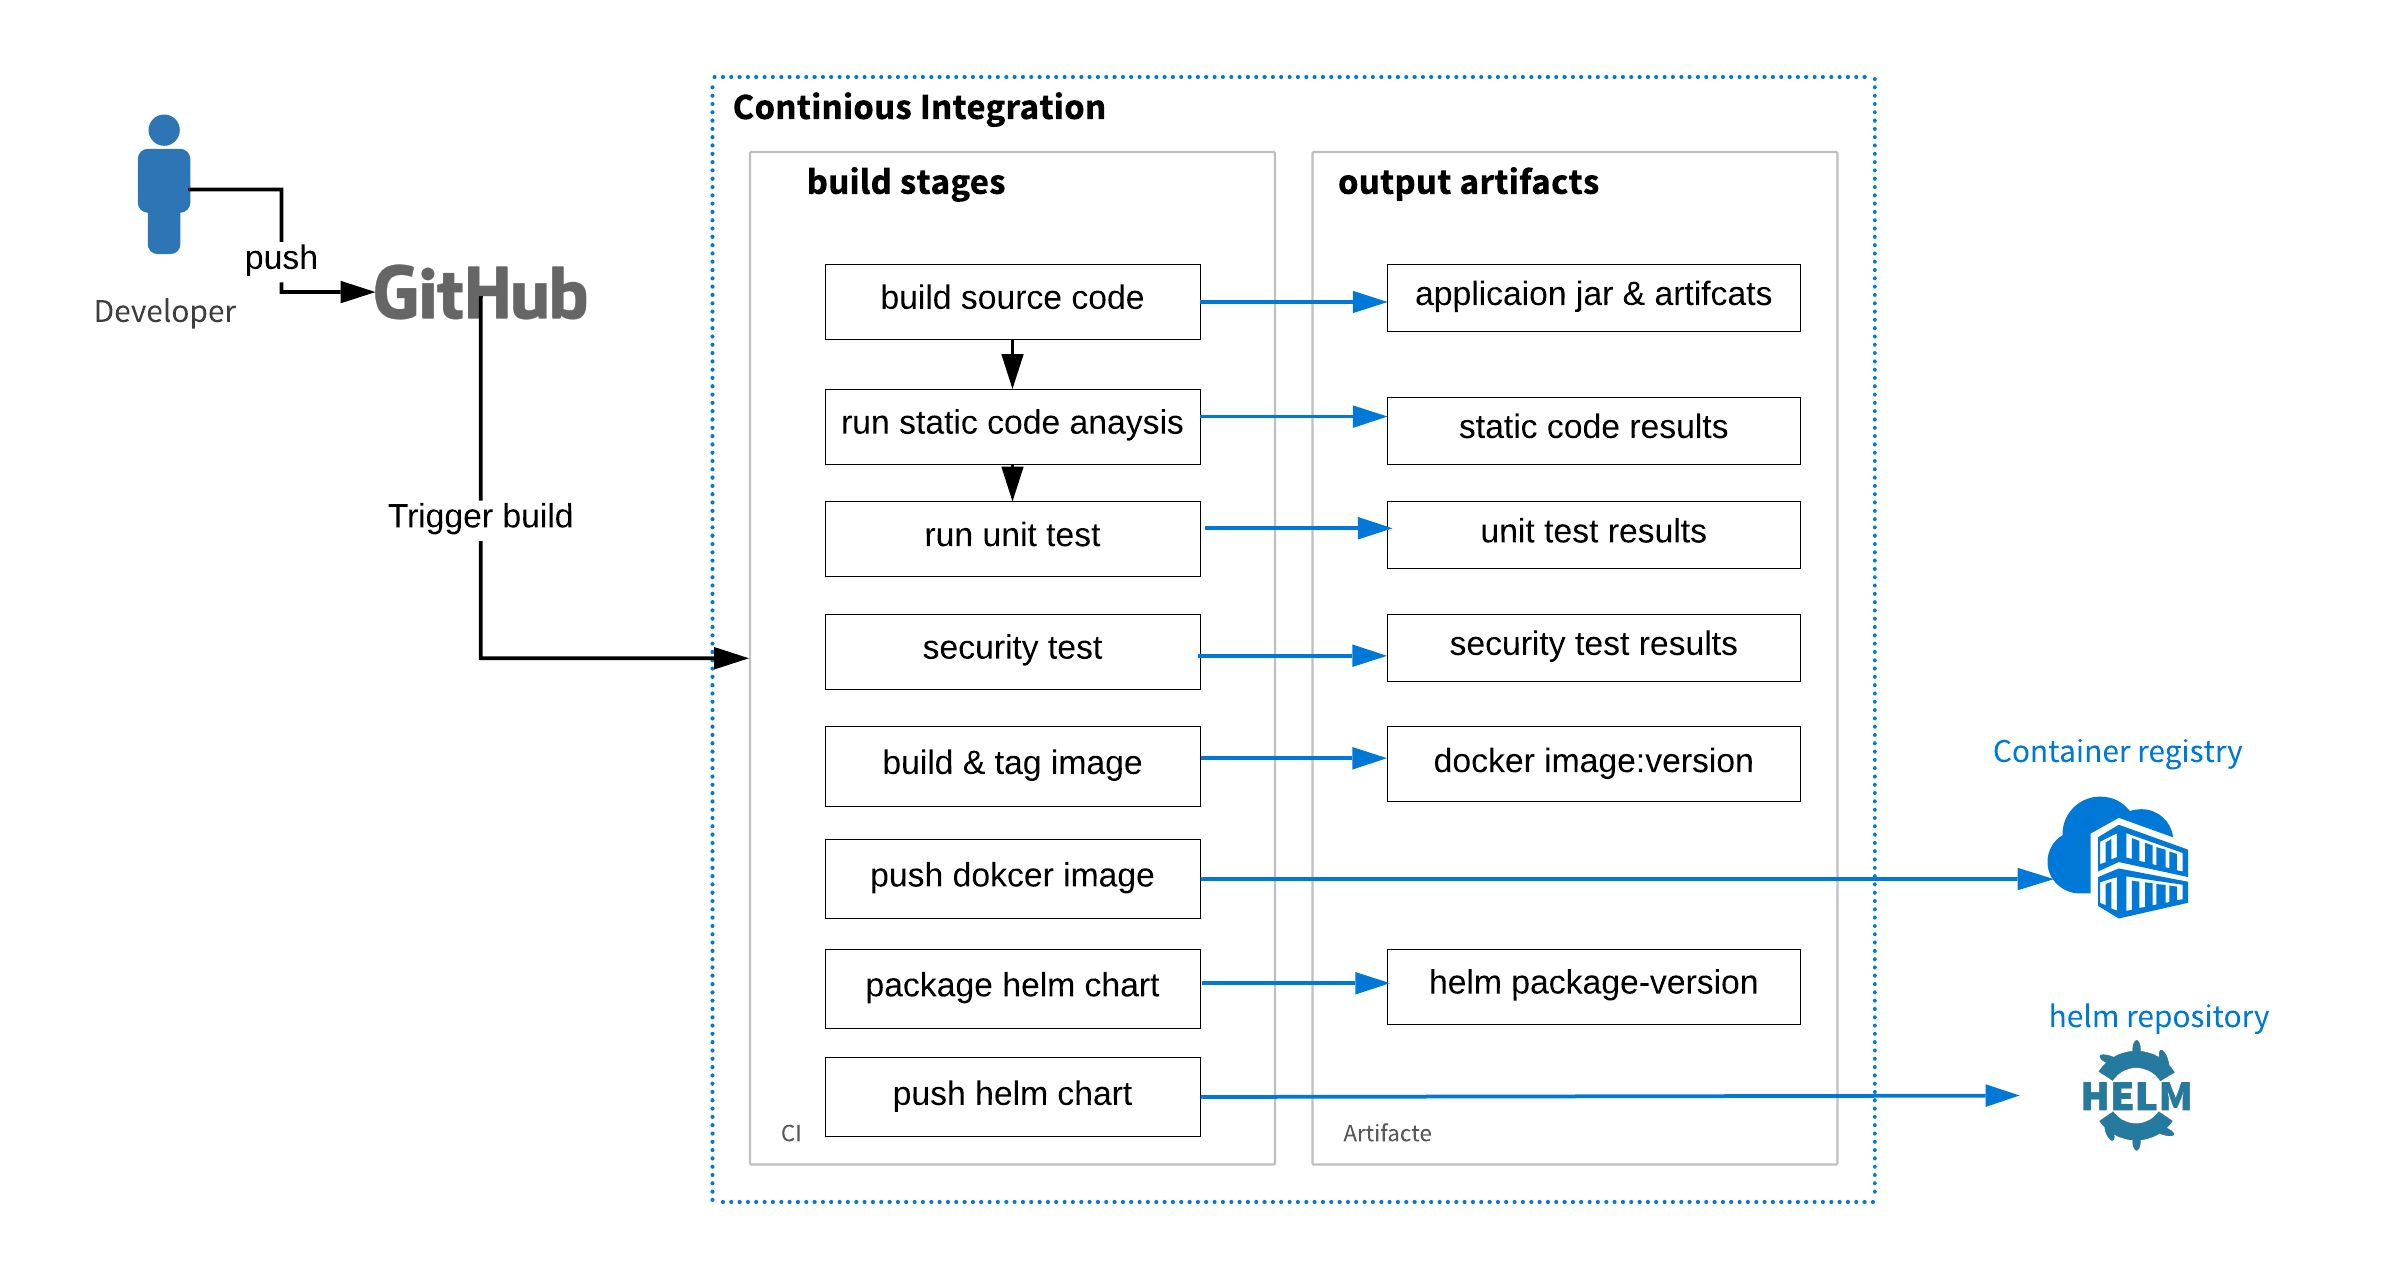 Continious Integration
build stages
output artifacts
Developer
push
GitHub
Trigger build
build source code
applicaion jar & artifcats
run static code anaysis
static code results
run unit test
unit test results
security test
security test results
build & tag image
docker image:version
Container registry
push dokcer image
package helm chart
helm package-version
helm repository
HELM
push helm chart
CI
Artifacte